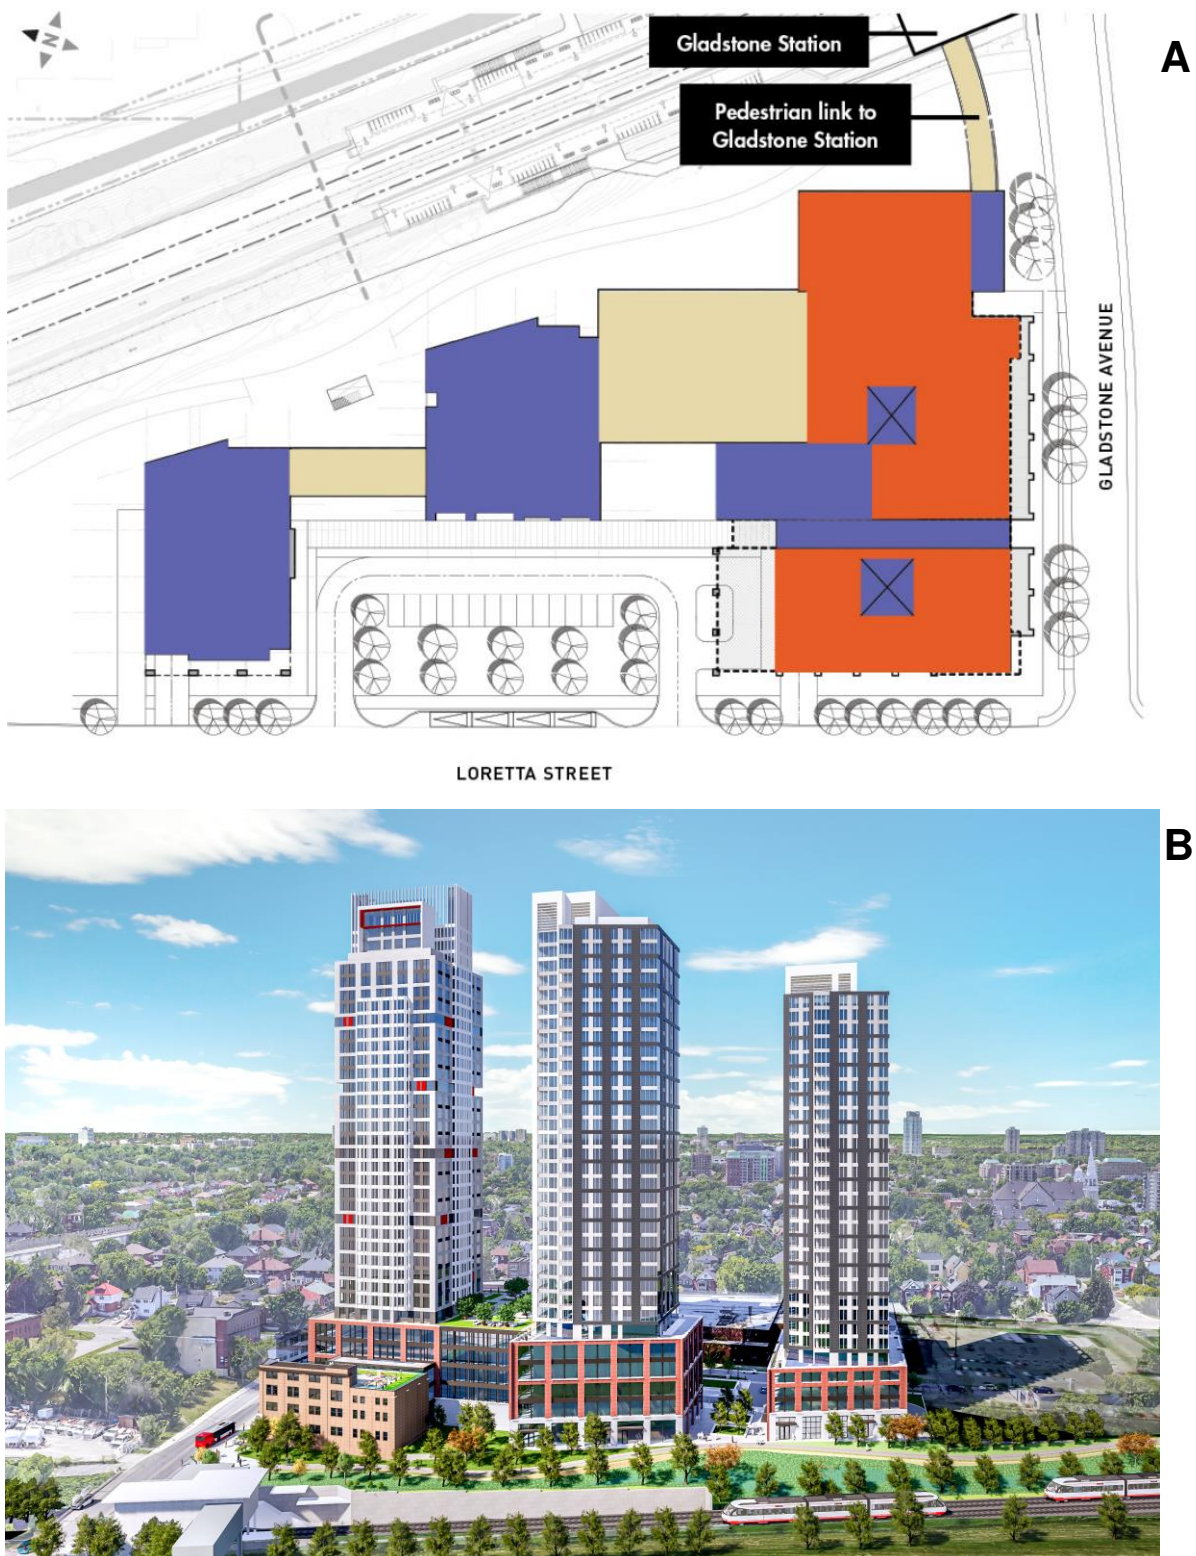 N
Gladstone Station
A
Pedestrian link to
Gladstone Station
GLADSTONE AVENUE
LORETTA STREET
B